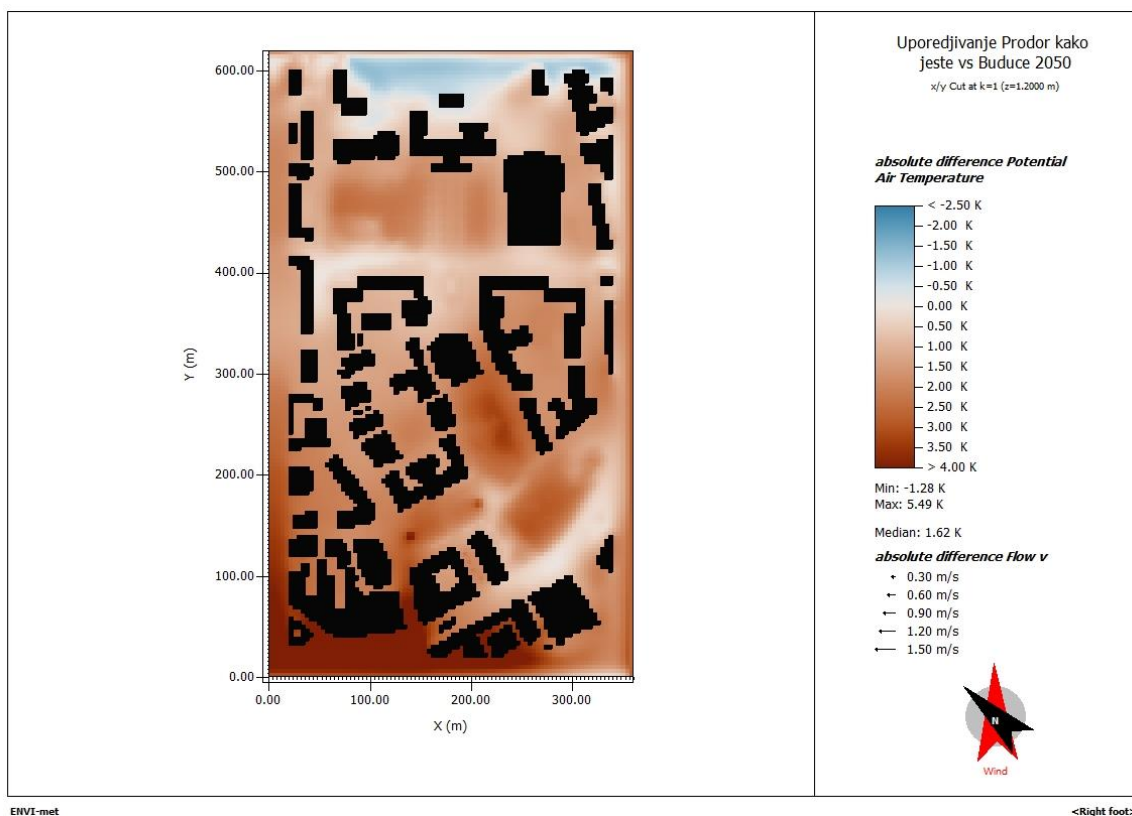 Uporedjivanje Prodor kako
jeste vs Buduce 2050
x/y Cut at k=1 (z=1.2000 m)
absolute difference Potential
Air Temperature
< -2.50 K
-2.00 K
-1.50 K
-1.00 K
-0.50 K
0.00 K
0.50 K
1.00 K
1.50 K
2.00 K
2.50 K
3.00 K
3.50 K
> 4.00 K
Min: -1.28 K
Max: 5.49 K
Median: 1.62 K
absolute difference Flow v
0.30 m/s
0.60 m/s
0.90 m/s
1.20 m/s
1.50 m/s
N
Wind
600.00
500.00
400.00
300.00
200.00
100.00
0.00
Y (m)
0.00 100.00 200.00 300.00
X (m)
ENVI-met
<Right foot>